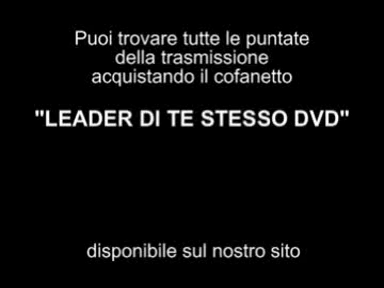 Puoi trovare tutte le puntate
della trasmissione
acquistando il cofanetto
"LEADER DI TE STESSO DVD"
disponibile sul nostro sito